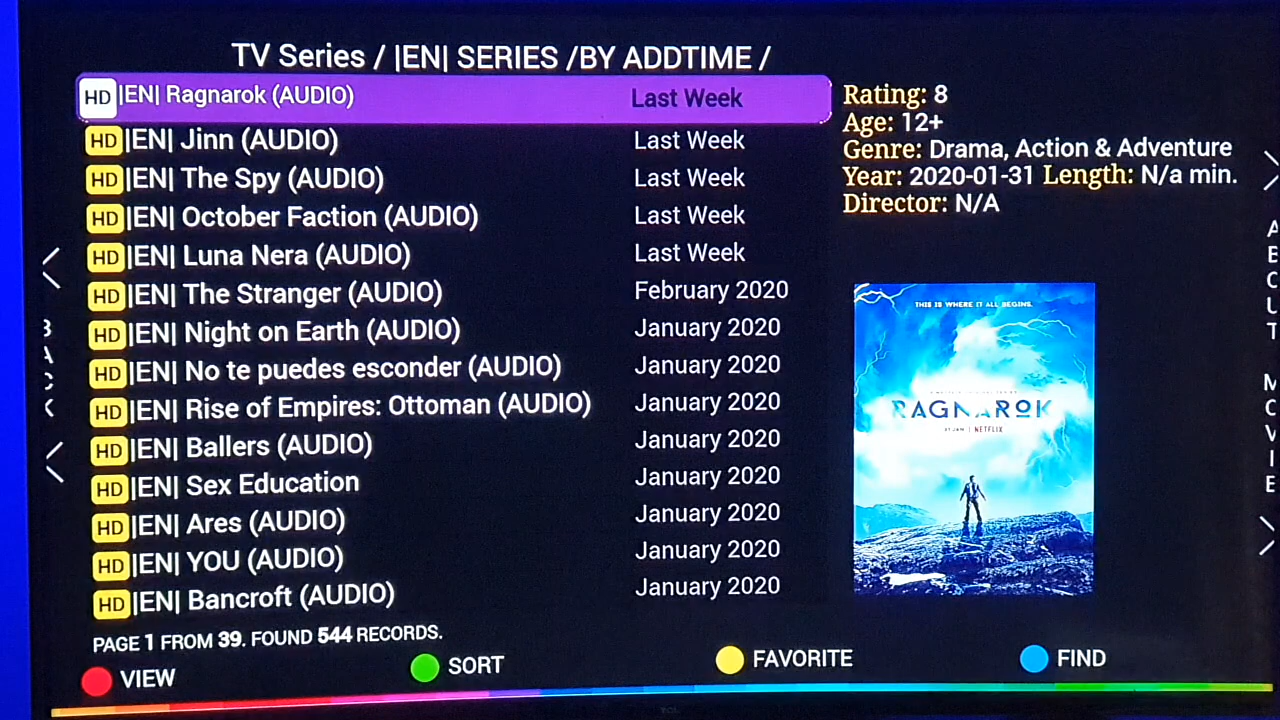 TV Series / |EN| SERIES /BY ADDTIME /
HD |EN| Ragnarok (AUDIO) Last Week
HD |EN| Jinn (AUDIO) Last Week
HD |EN| The Spy (AUDIO) Last Week
HD |EN| October Faction (AUDIO) Last Week
HD |EN| Luna Nera (AUDIO) Last Week
HD |EN| The Stranger (AUDIO) February 2020
HD |EN| Night on Earth (AUDIO) January 2020
HD |EN| No te puedes esconder (AUDIO) January 2020
HD |EN| Rise of Empires: Ottoman (AUDIO) January 2020
HD |EN| Ballers (AUDIO) January 2020
HD |EN| Sex Education January 2020
HD |EN| Ares (AUDIO) January 2020
HD |EN| YOU (AUDIO) January 2020
HD |EN| Bancroft (AUDIO) January 2020
PAGE 1 FROM 39. FOUND 544 RECORDS.
VIEW SORT FAVORITE FIND
Rating: 8
Age: 12+
Genre: Drama, Action & Adventure
Year: 2020-01-31 Length: N/a min.
Director: N/A
THIS IS WHERE IT ALL BEGINS.
RAGNAROK
NETFLIX
ABOUT MOVIE
BACK
TCL